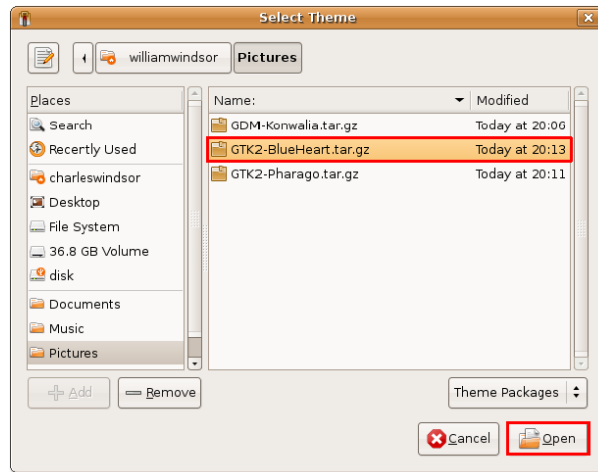 Select Theme
williamwindsor Pictures
Places Name: Modified
Search GDM-Konwalia.tar.gz Today at 20:06
Recently Used GTK2-BlueHeart.tar.gz Today at 20:13
charleswindsor GTK2-Pharago.tar.gz Today at 20:11
Desktop
File System
36.8 GB Volume
disk
Documents
Music
Pictures
Add Remove Theme Packages
Cancel Open